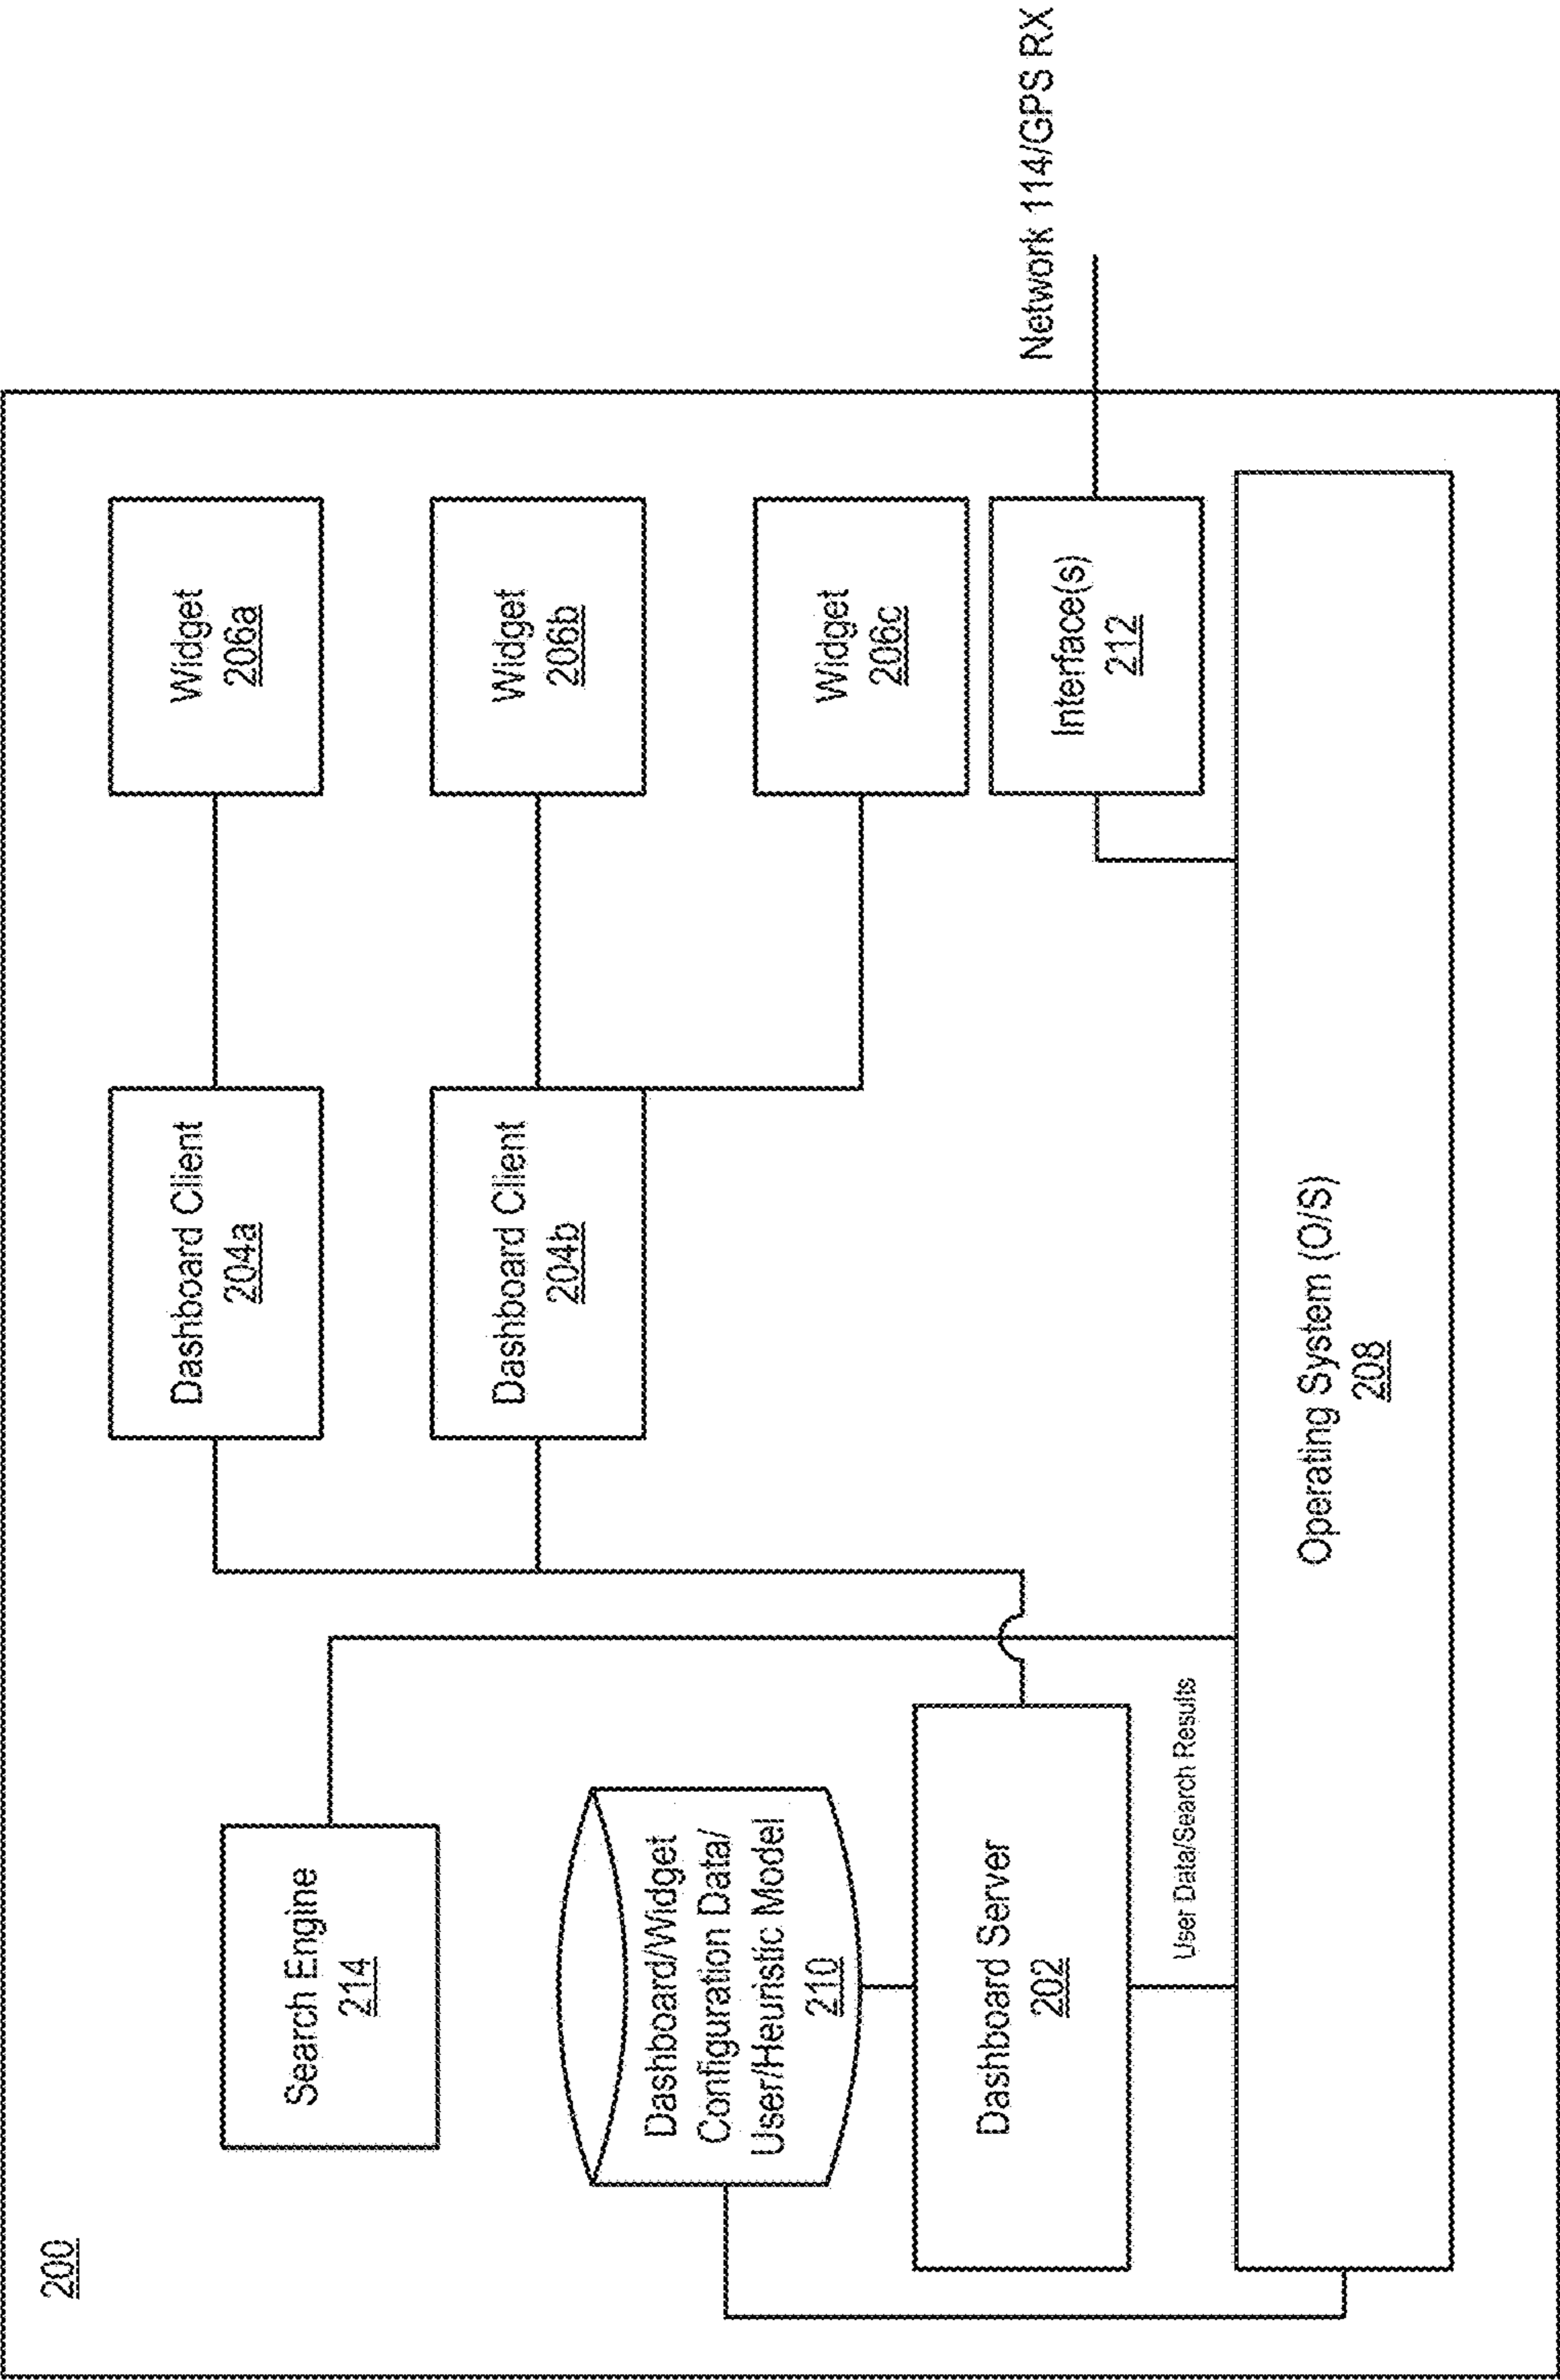 200
Search Engine
214
Dashboard Client
204a
Widget
206a
Dashboard Client
204b
Widget
206b
Dashboard/Widget
Configuration Data/
User/Heuristic Model
210
Widget
206c
Dashboard Server
202
Interface(s)
212
Network 114/GPS RX
User Data/Search Results
Operating System (O/S)
208